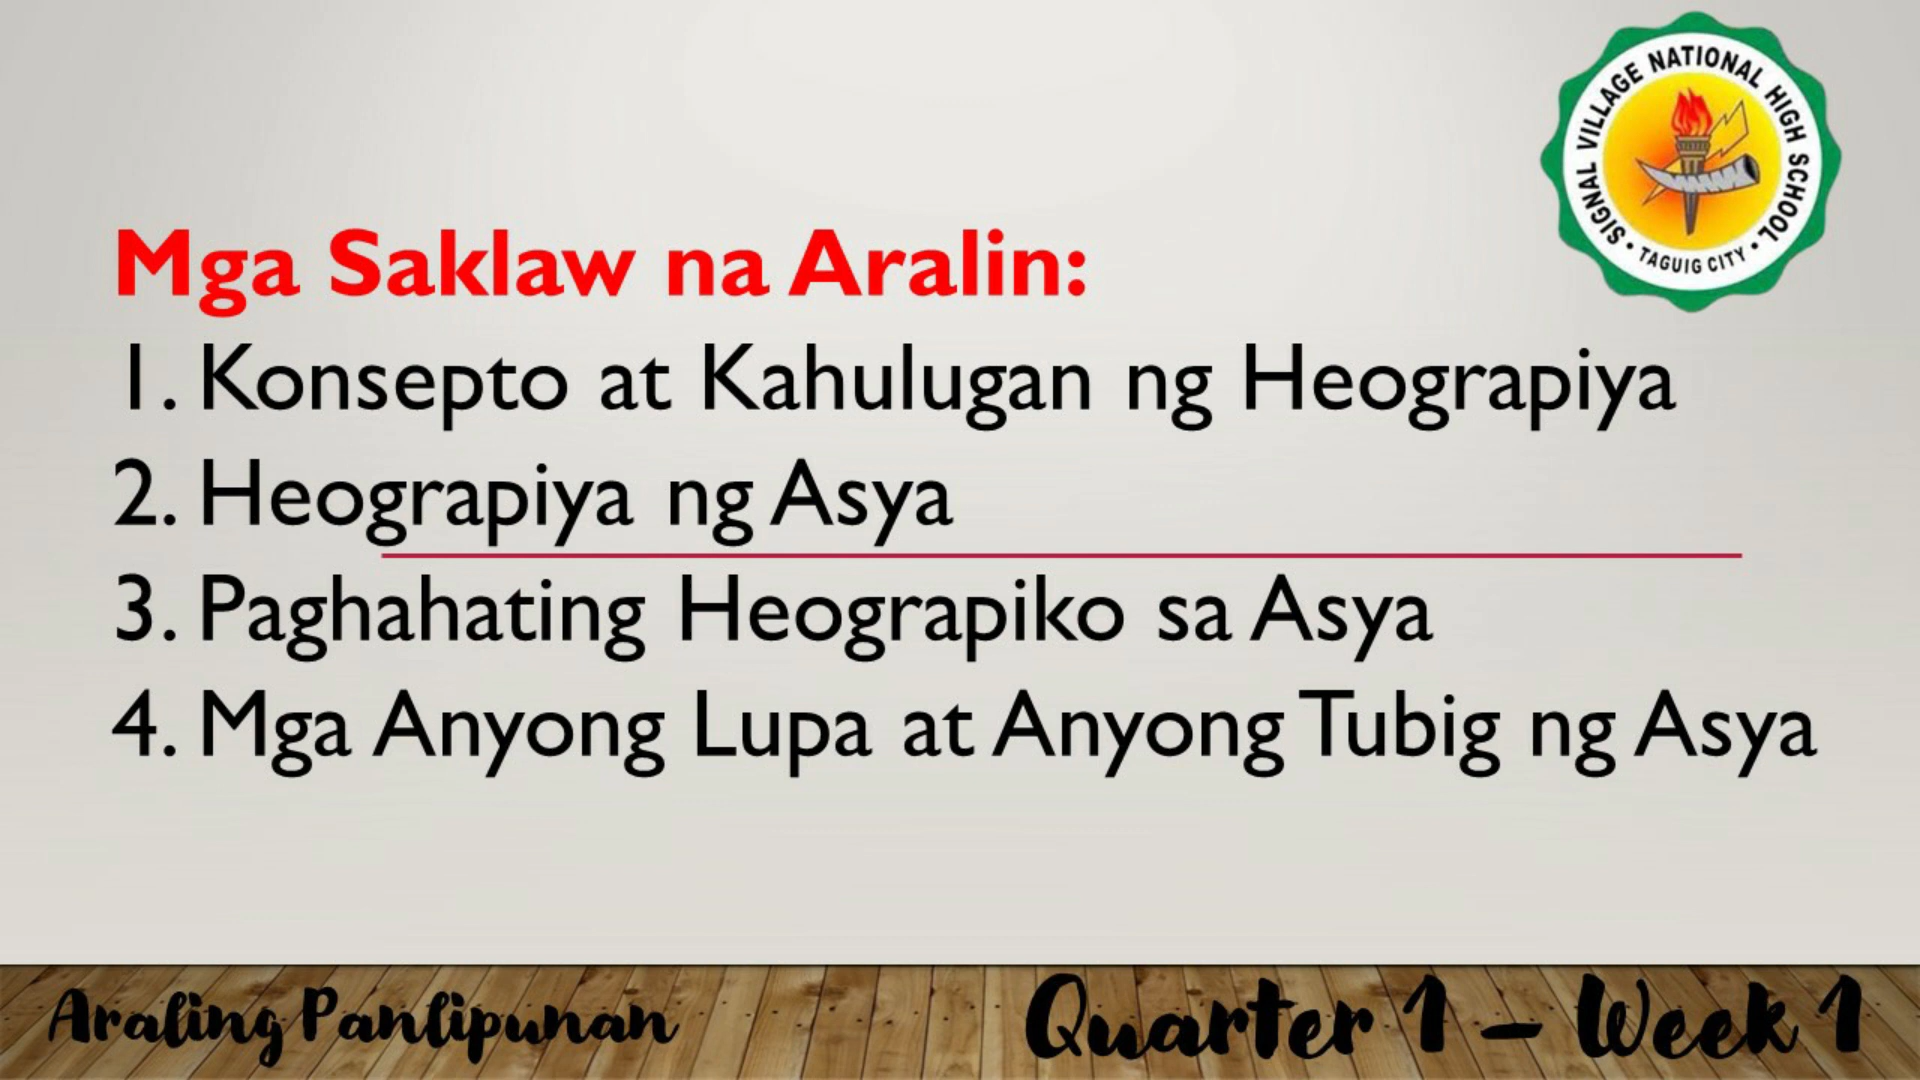 SIGNAL VILLAGE NATIONAL HIGH SCHOOL
• TAGUIG CITY •
Mga Saklaw na Aralin:
1. Konsepto at Kahulugan ng Heograpiya
2. Heograpiya ng Asya
3. Paghahating Heograpiko sa Asya
4. Mga Anyong Lupa at Anyong Tubig ng Asya
Araling Panlipunan
Quarter 1 – Week 1